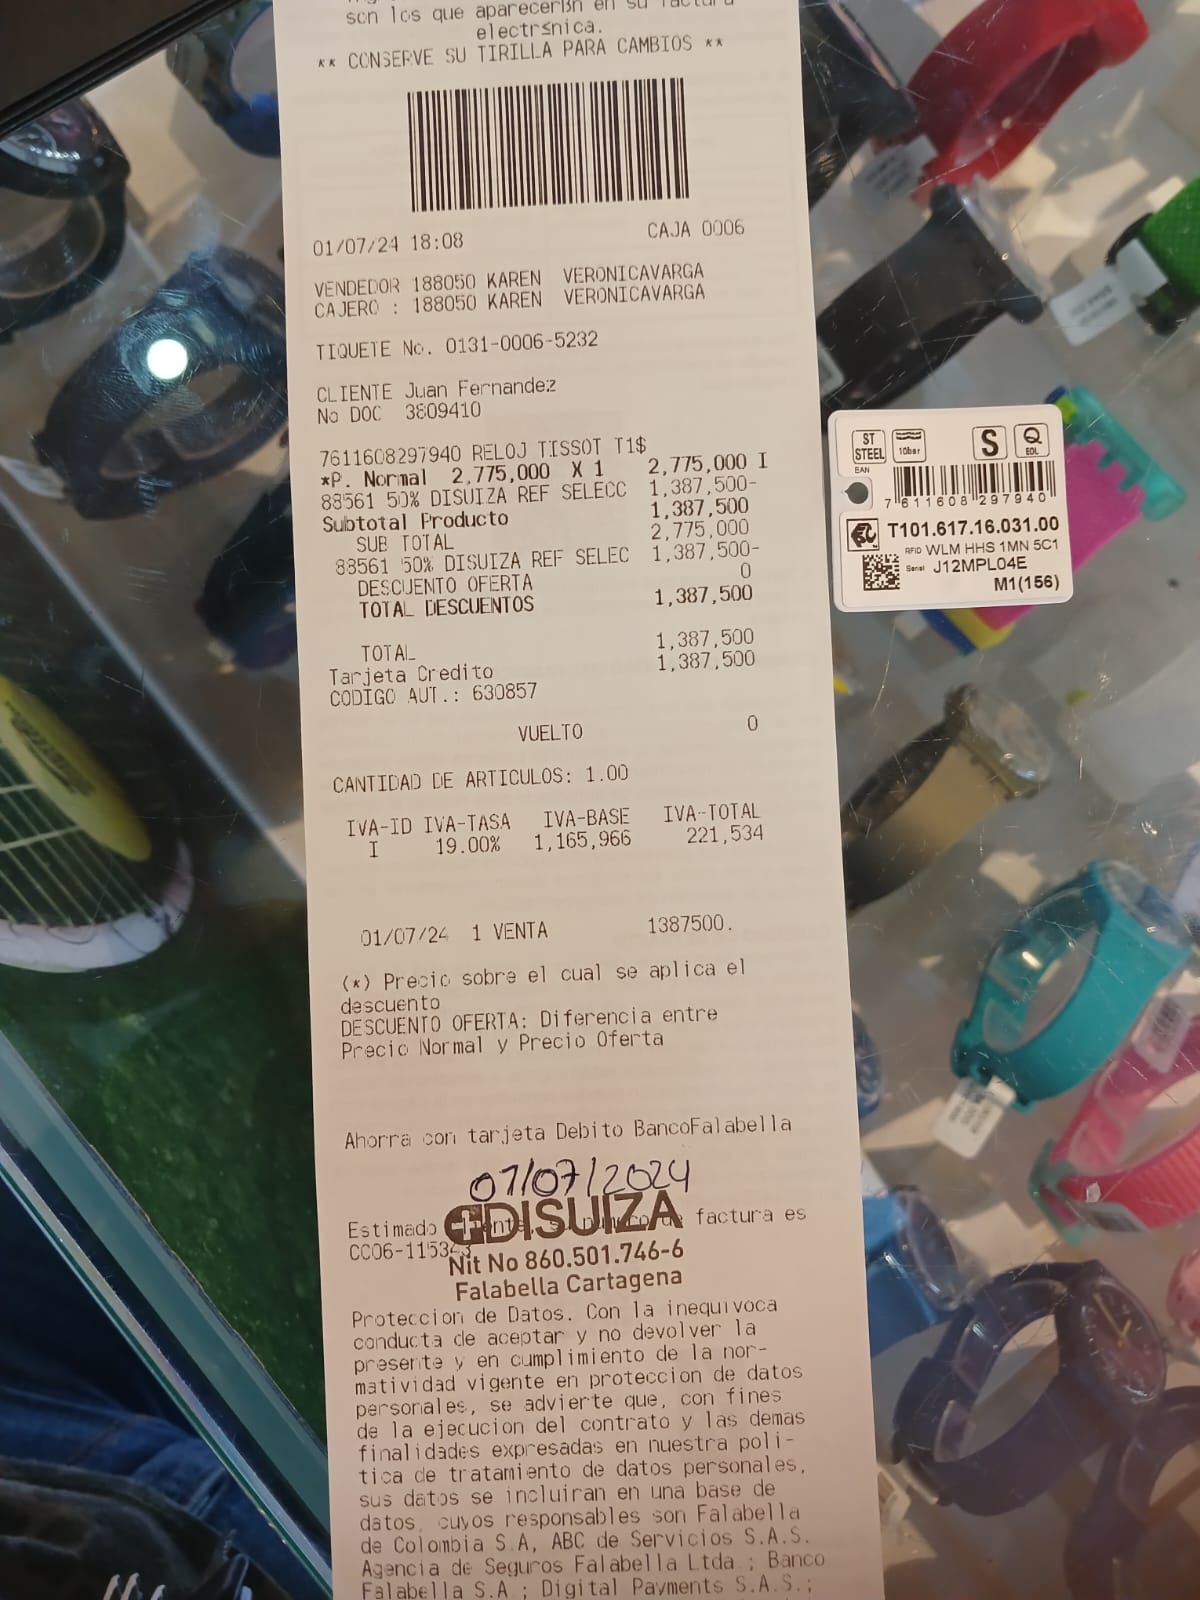 son los que aparecerßn en su factura
electr≤nica.
** CONSERVE SU TIRILLA PARA CAMBIOS **
01/07/24 18:08 CAJA 0006
VENDEDOR 188050 KAREN VERONICAVARGA
CAJERO : 188050 KAREN VERONICAVARGA
TIQUETE No. 0131-0006-5232
CLIENTE Juan Fernandez
No DOC 3809410
7611608297940 RELOJ TISSOT T1$
*P. Normal 2,775,000 X 1 2,775,000 I
88561 50% DISUIZA REF SELECC 1,387,500-
Subtotal Producto 1,387,500
SUB TOTAL 2,775,000
88561 50% DISUIZA REF SELEC 1,387,500-
DESCUENTO OFERTA 0
TOTAL DESCUENTOS 1,387,500
TOTAL 1,387,500
Tarjeta Credito 1,387,500
CODIGO AUT.: 630857
VUELTO 0
CANTIDAD DE ARTICULOS: 1.00
IVA-ID IVA-TASA IVA-BASE IVA-TOTAL
I 19.00% 1,165,966 221,534
01/07/24 1 VENTA 1387500.
(*) Precio sobre el cual se aplica el
descuento
DESCUENTO OFERTA: Diferencia entre
Precio Normal y Precio Oferta
Ahorra con tarjeta Debito BancoFalabella
01/07/2024
DISUIZA
Estimado factura es
CC06-115343
Nit No 860.501.746-6
Falabella Cartagena
Proteccion de Datos. Con la inequivoca
conducta de aceptar y no devolver la
presente y en cumplimiento de la nor-
matividad vigente en proteccion de datos
personales, se advierte que, con fines
de la ejecucion del contrato y las demas
finalidades expresadas en nuestra poli-
tica de tratamiento de datos personales,
sus datos se incluiran en una base de
datos, cuyos responsables son Falabella
de Colombia S.A, ABC de Servicios S.A.S.
Agencia de Seguros Falabella Ltda.; Banco
Falabella S.A.; Digital Payments S.A.S.;
ST
STEEL
10bar
S
Q
EOL
EAN
7 611608 297940
T101.617.16.031.00
RFID WLM HHS 1MN 5C1
Serial J12MPL04E
M1(156)